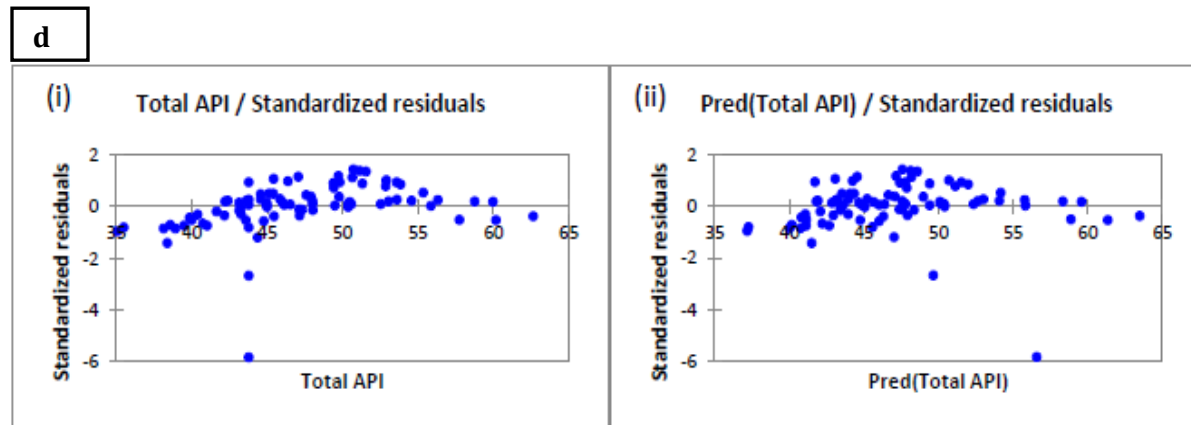 d
(i) Total API / Standardized residuals
Standardized residuals
2
0
-2
-4
-6
35 40 45 50 55 60 65
Total API
(ii) Pred(Total API) / Standardized residuals
Standardized residuals
2
0
-2
-4
-6
35 40 45 50 55 60 65
Pred(Total API)